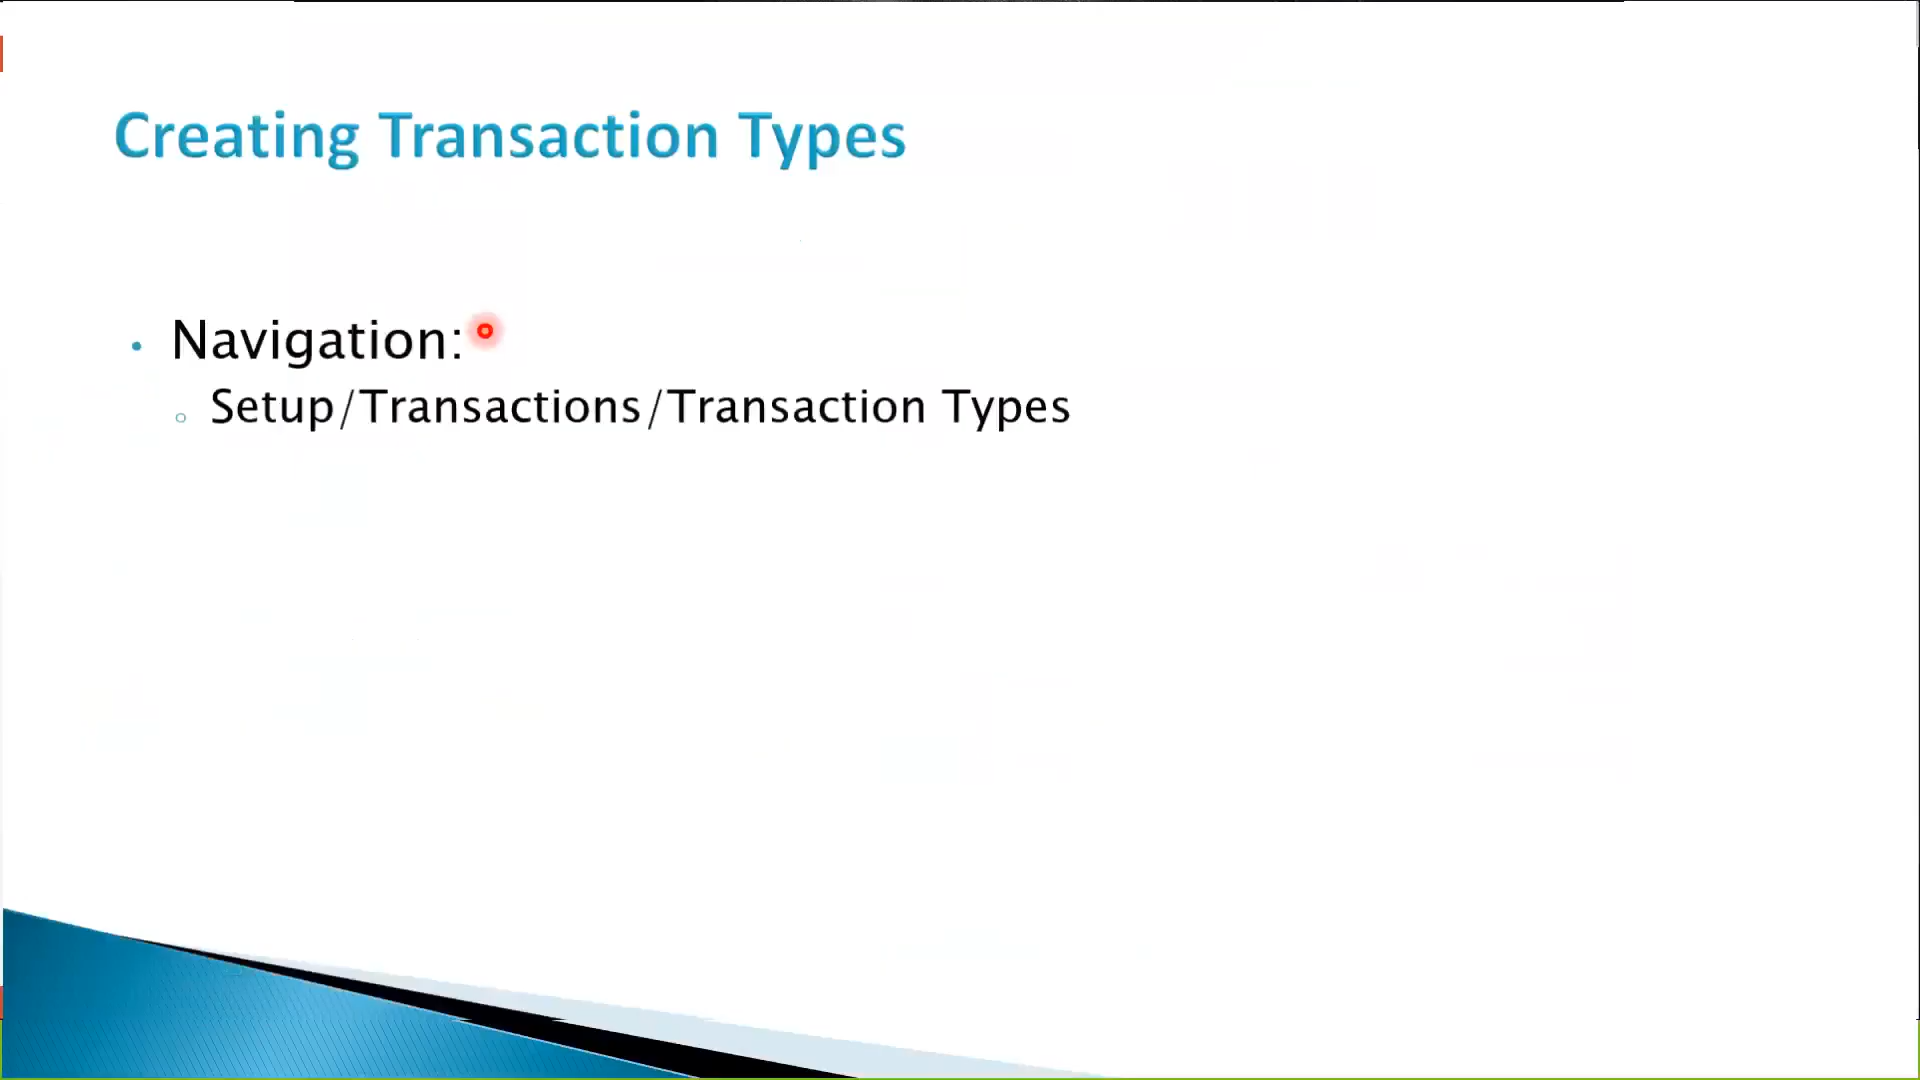 Creating Transaction Types
• Navigation:
o Setup/Transactions/Transaction Types